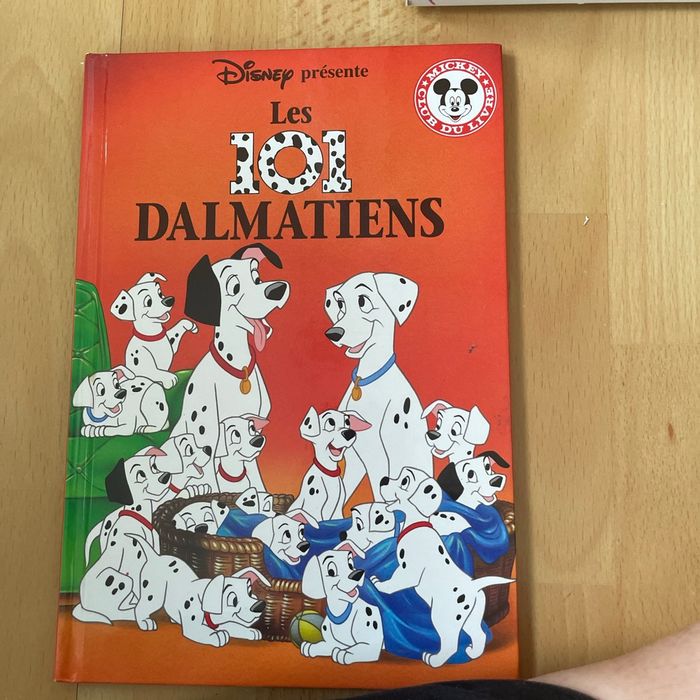 Disney présente
MICKEY
CLUB DU LIVRE
Les
101
DALMATIENS